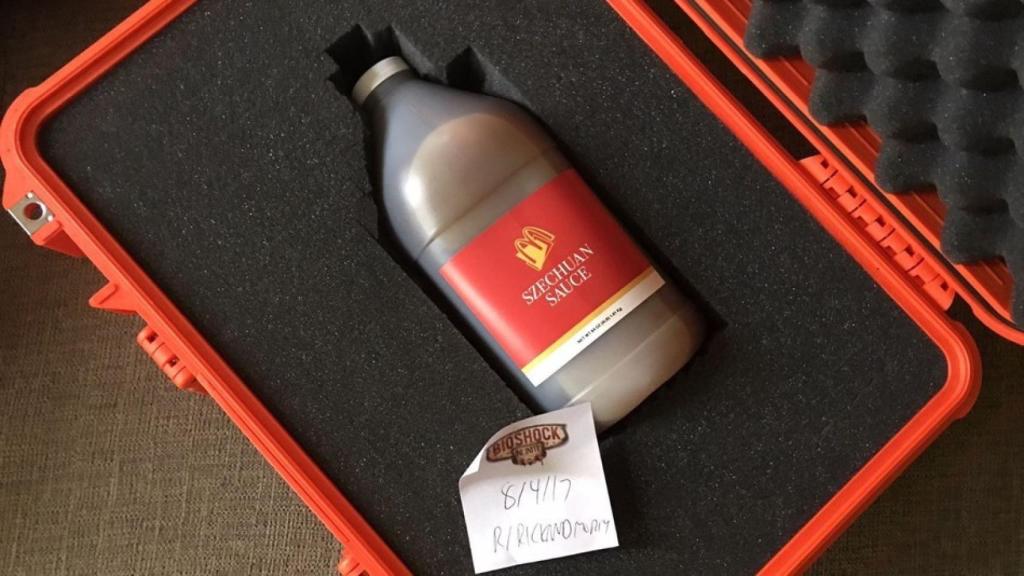 SZECHUAN
SAUCE
BIOSHOCK
8/4/17
R/RICKANDMORTY